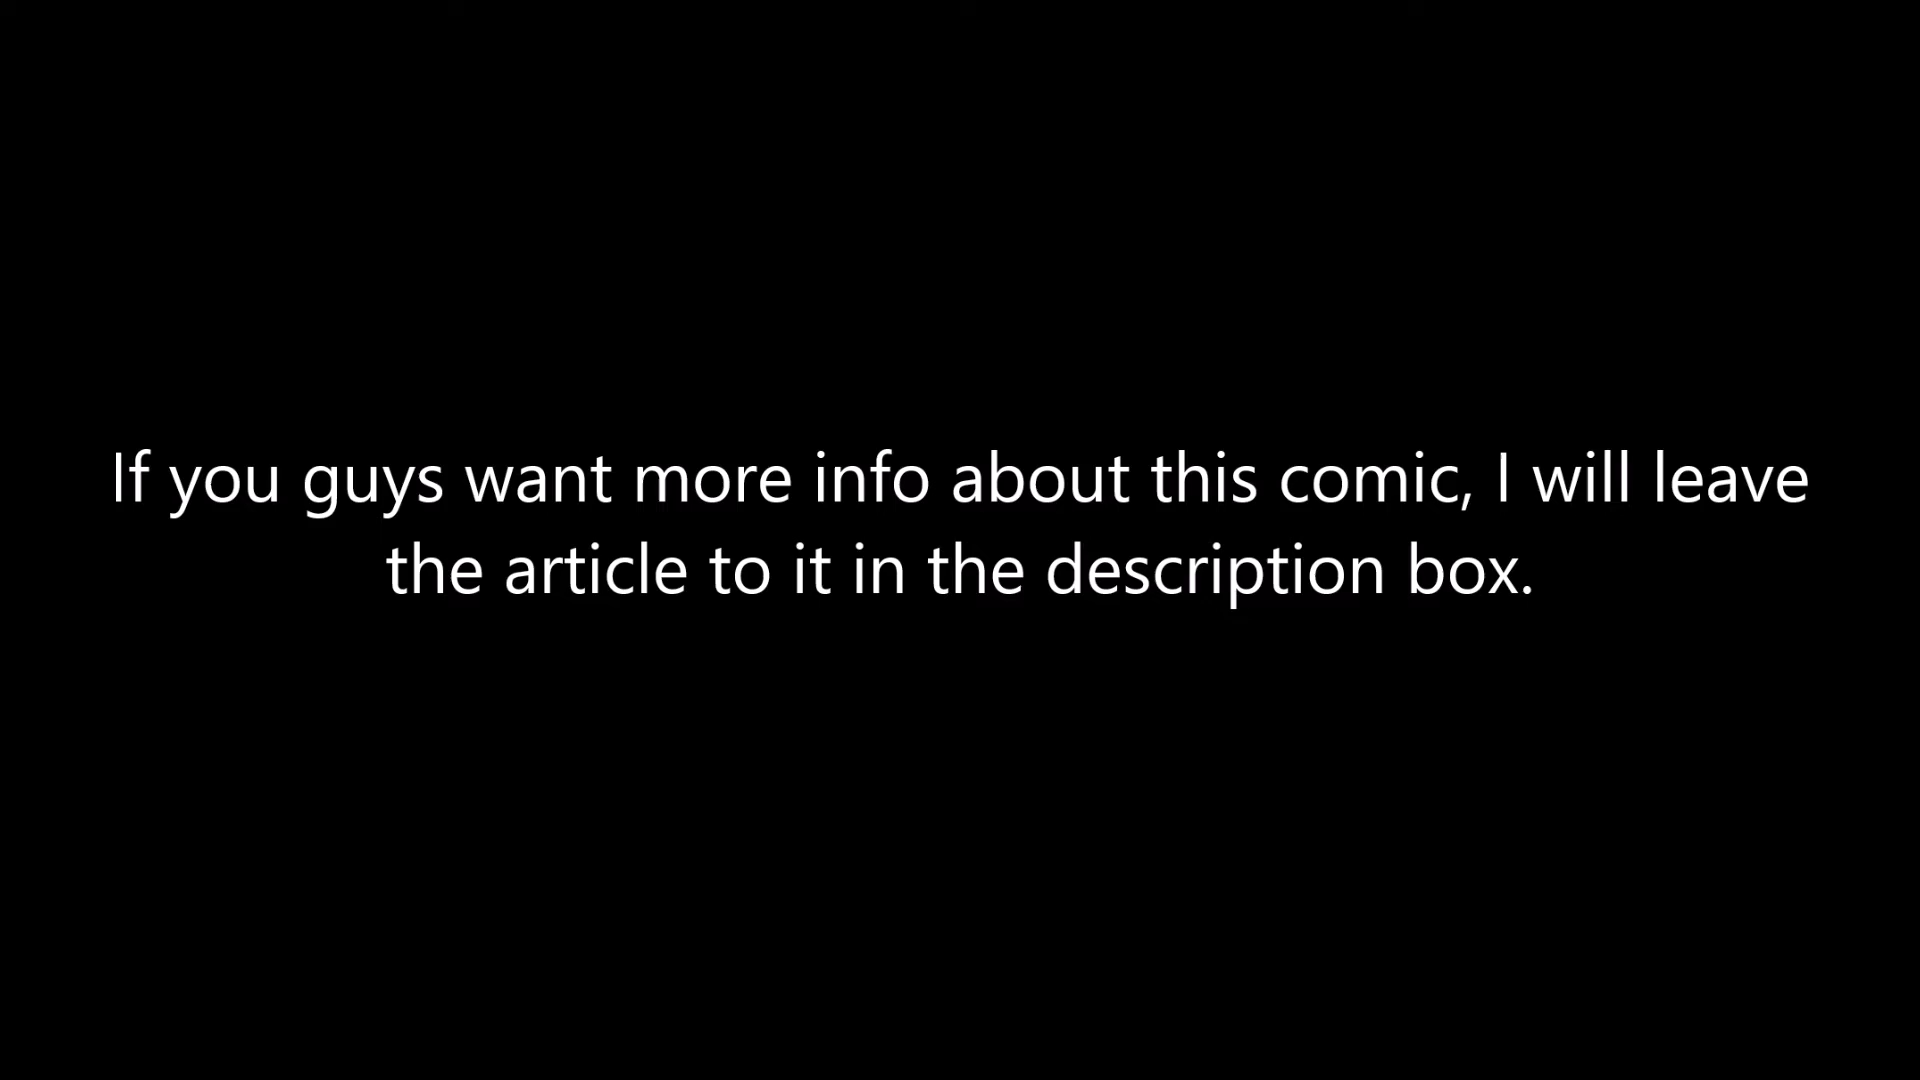 If you guys want more info about this comic, I will leave
the article to it in the description box.